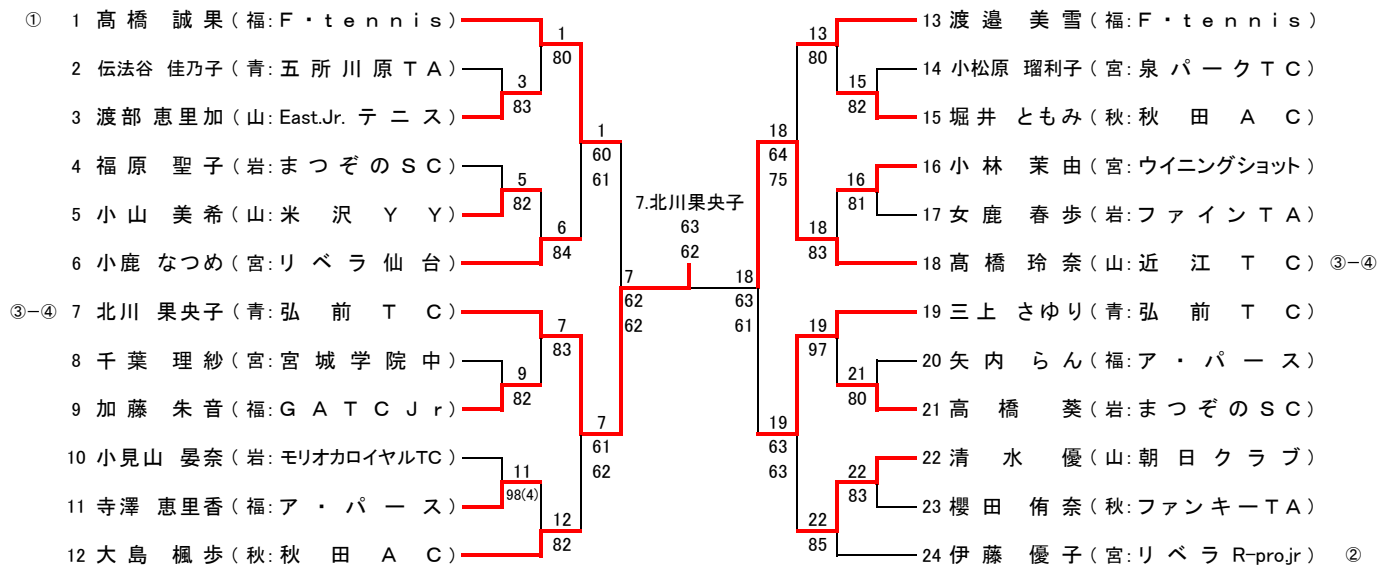 ① 1 髙橋 誠果 (福: F・tennis)
2 伝法谷 佳乃子 (青: 五所川原TA)
3 渡部 恵里加 (山: East.Jr. テニス)
4 福原 聖子 (岩: まつぞのSC)
5 小山 美希 (山: 米沢YY)
6 小鹿 なつめ (宮: リベラ仙台)
③-④ 7 北川 果央子 (青: 弘前TC)
8 千葉 理紗 (宮: 宮城学院中)
9 加藤 朱音 (福: GATCJr)
10 小見山 晏奈 (岩: モリオカロイヤルTC)
11 寺澤 恵里香 (福: ア・パース)
12 大島 楓歩 (秋: 秋田AC)
3
83
5
82
9
82
11
98(4)
1
80
6
84
7
83
12
82
1
60
61
7
61
62
7
62
62
7.北川果央子
63
62
18
63
61
18
64
75
19
63
63
13
80
18
83
19
97
22
85
15
82
16
81
21
80
22
83
13 渡邉 美雪 (福: F・tennis)
14 小松原 瑠利子 (宮: 泉パークTC)
15 堀井 ともみ (秋: 秋田AC)
16 小林 茉由 (宮: ウイニングショット)
17 女鹿 春歩 (岩: ファインTA)
18 髙橋 玲奈 (山: 近江TC) ③-④
19 三上 さゆり (青: 弘前TC)
20 矢内 らん (福: ア・パース)
21 高橋 葵 (岩: まつぞのSC)
22 清水 優 (山: 朝日クラブ)
23 櫻田 侑奈 (秋: ファンキーTA)
24 伊藤 優子 (宮: リベラR-pro.jr) ②